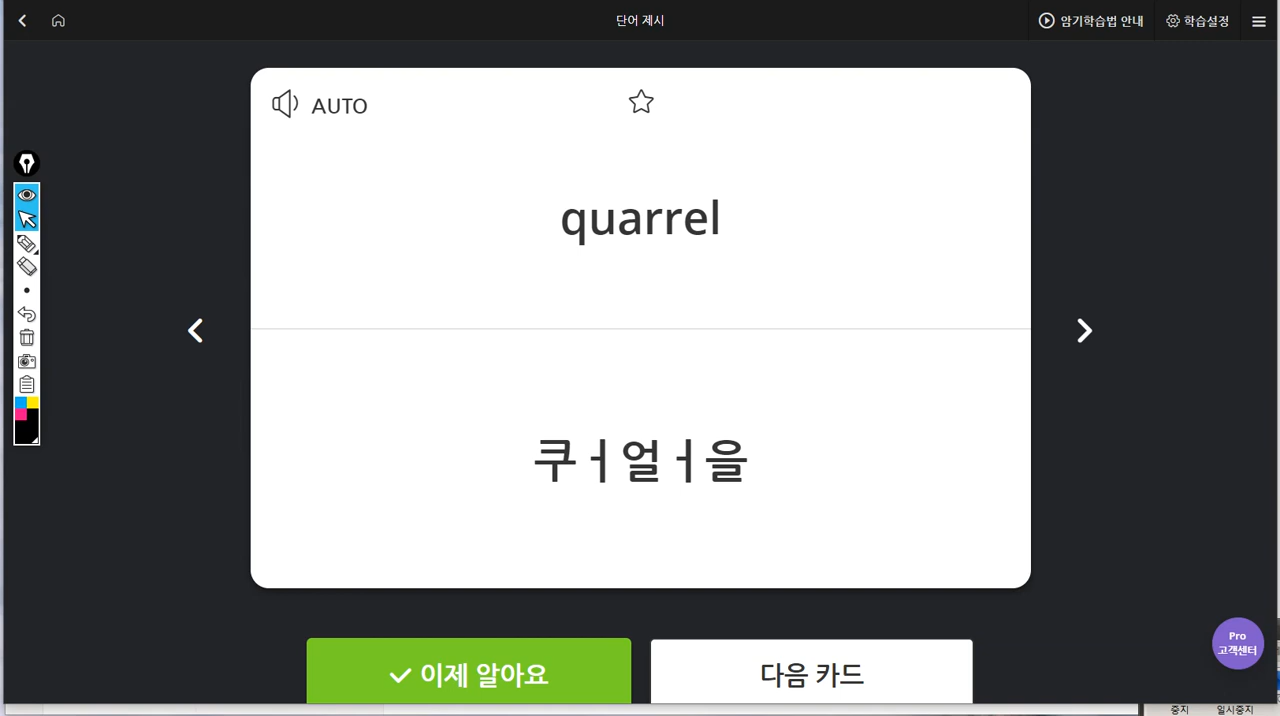 단어 제시
암기학습법 안내
학습설정
AUTO
quarrel
쿠ㅓ얼ㅓ을
이제 알아요
다음 카드
Pro
고객센터
중지
일시중지